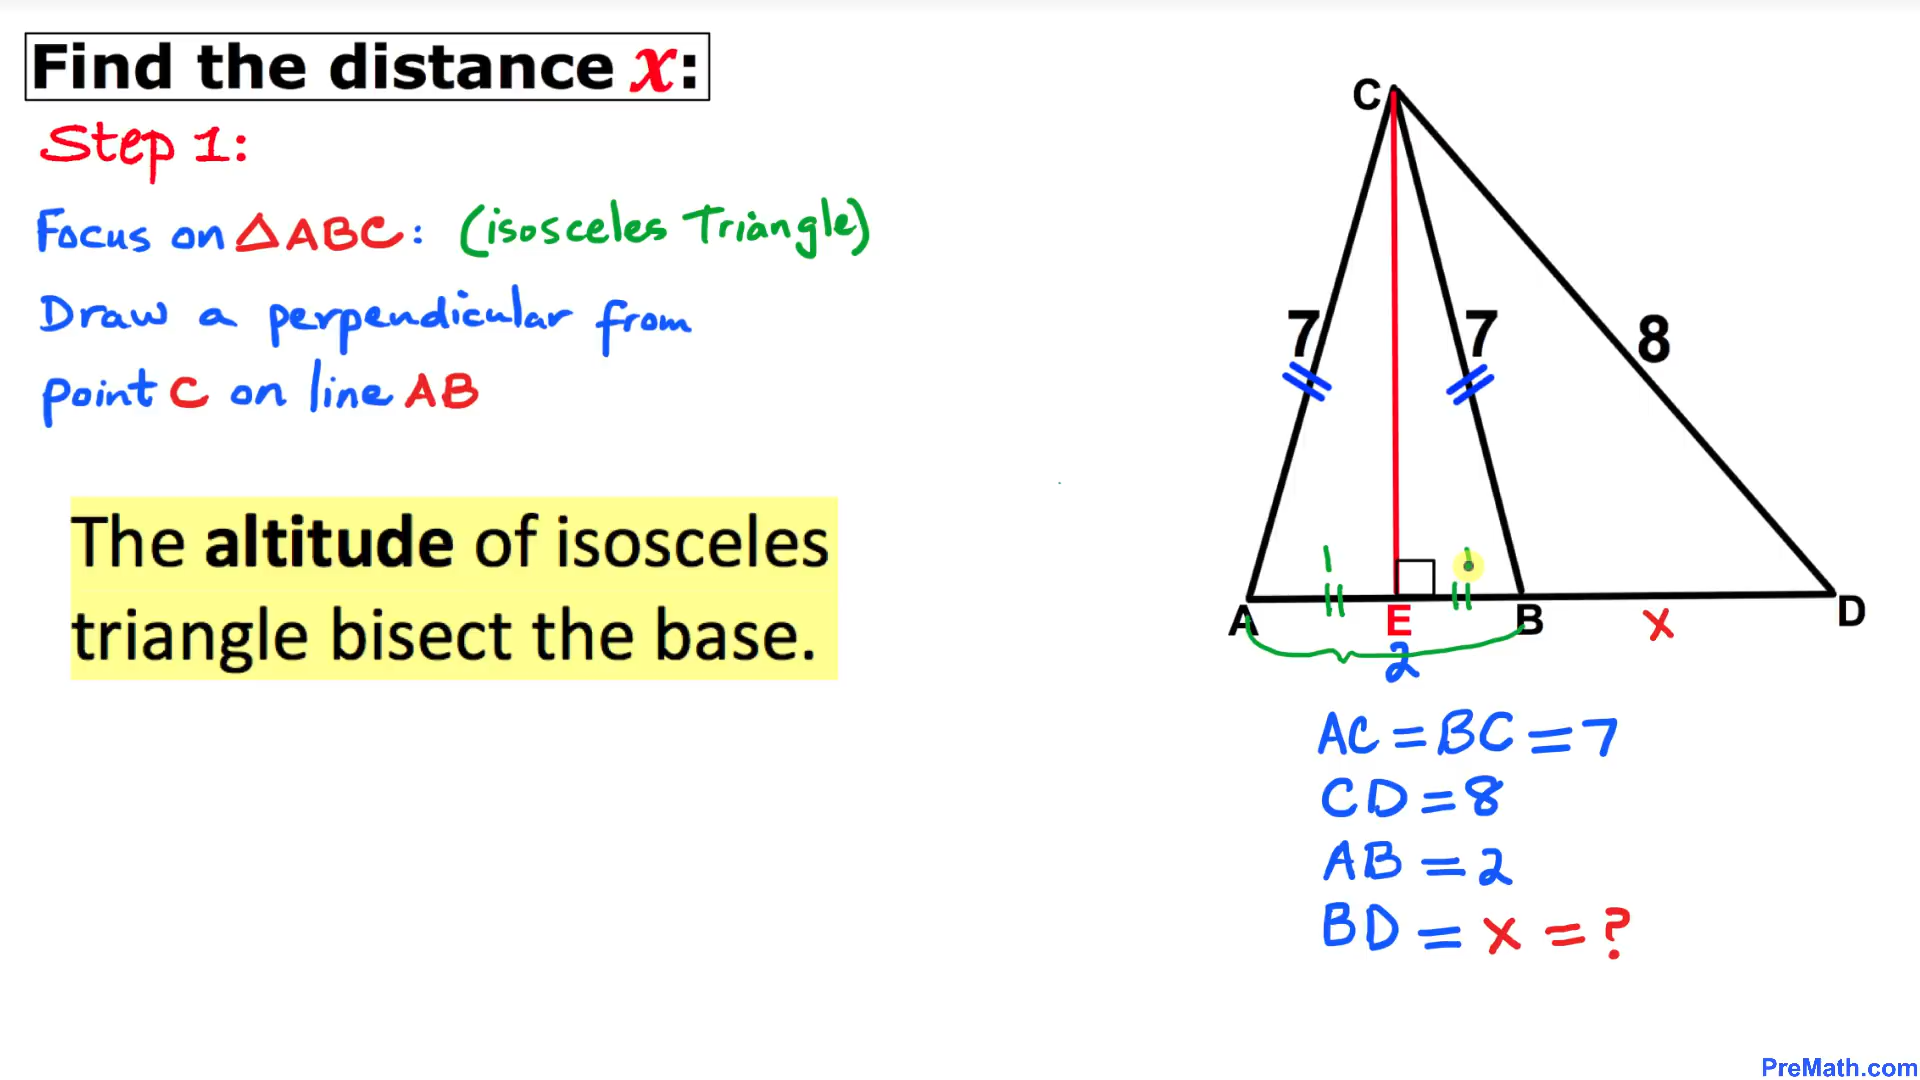 Find the distance x:
Step 1:
Focus on △ABC: (isosceles Triangle)
Draw a perpendicular from
point C on line AB
The altitude of isosceles
triangle bisect the base.
C
7
7
8
1
1
A
E
B
x
D
2
AC = BC = 7
CD = 8
AB = 2
BD = x = ?
PreMath.com